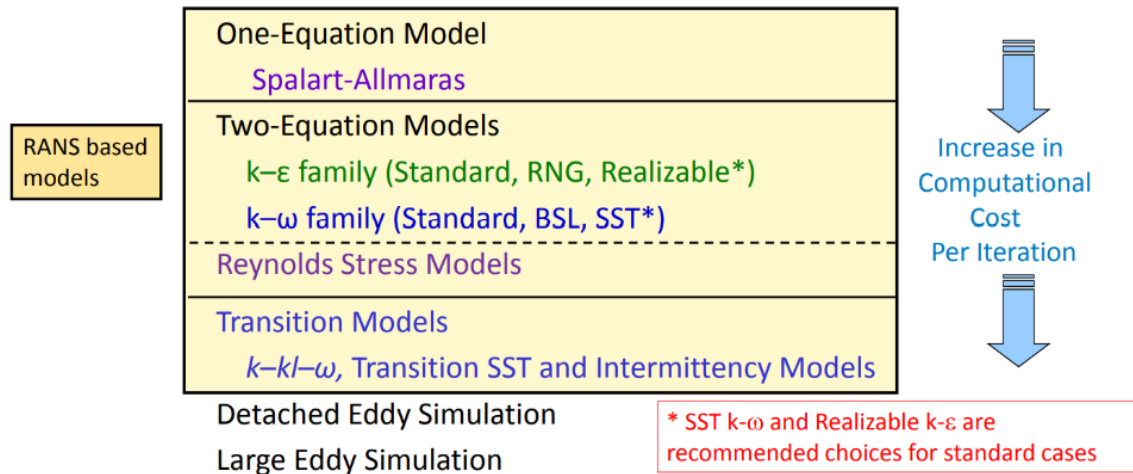 One-Equation Model
Spalart-Allmaras
Two-Equation Models
k–ε family (Standard, RNG, Realizable*)
k–ω family (Standard, BSL, SST*)
Reynolds Stress Models
Transition Models
k–kl–ω, Transition SST and Intermittency Models
Detached Eddy Simulation
Large Eddy Simulation
RANS based
models
Increase in
Computational
Cost
Per Iteration
* SST k-ω and Realizable k-ε are
recommended choices for standard cases